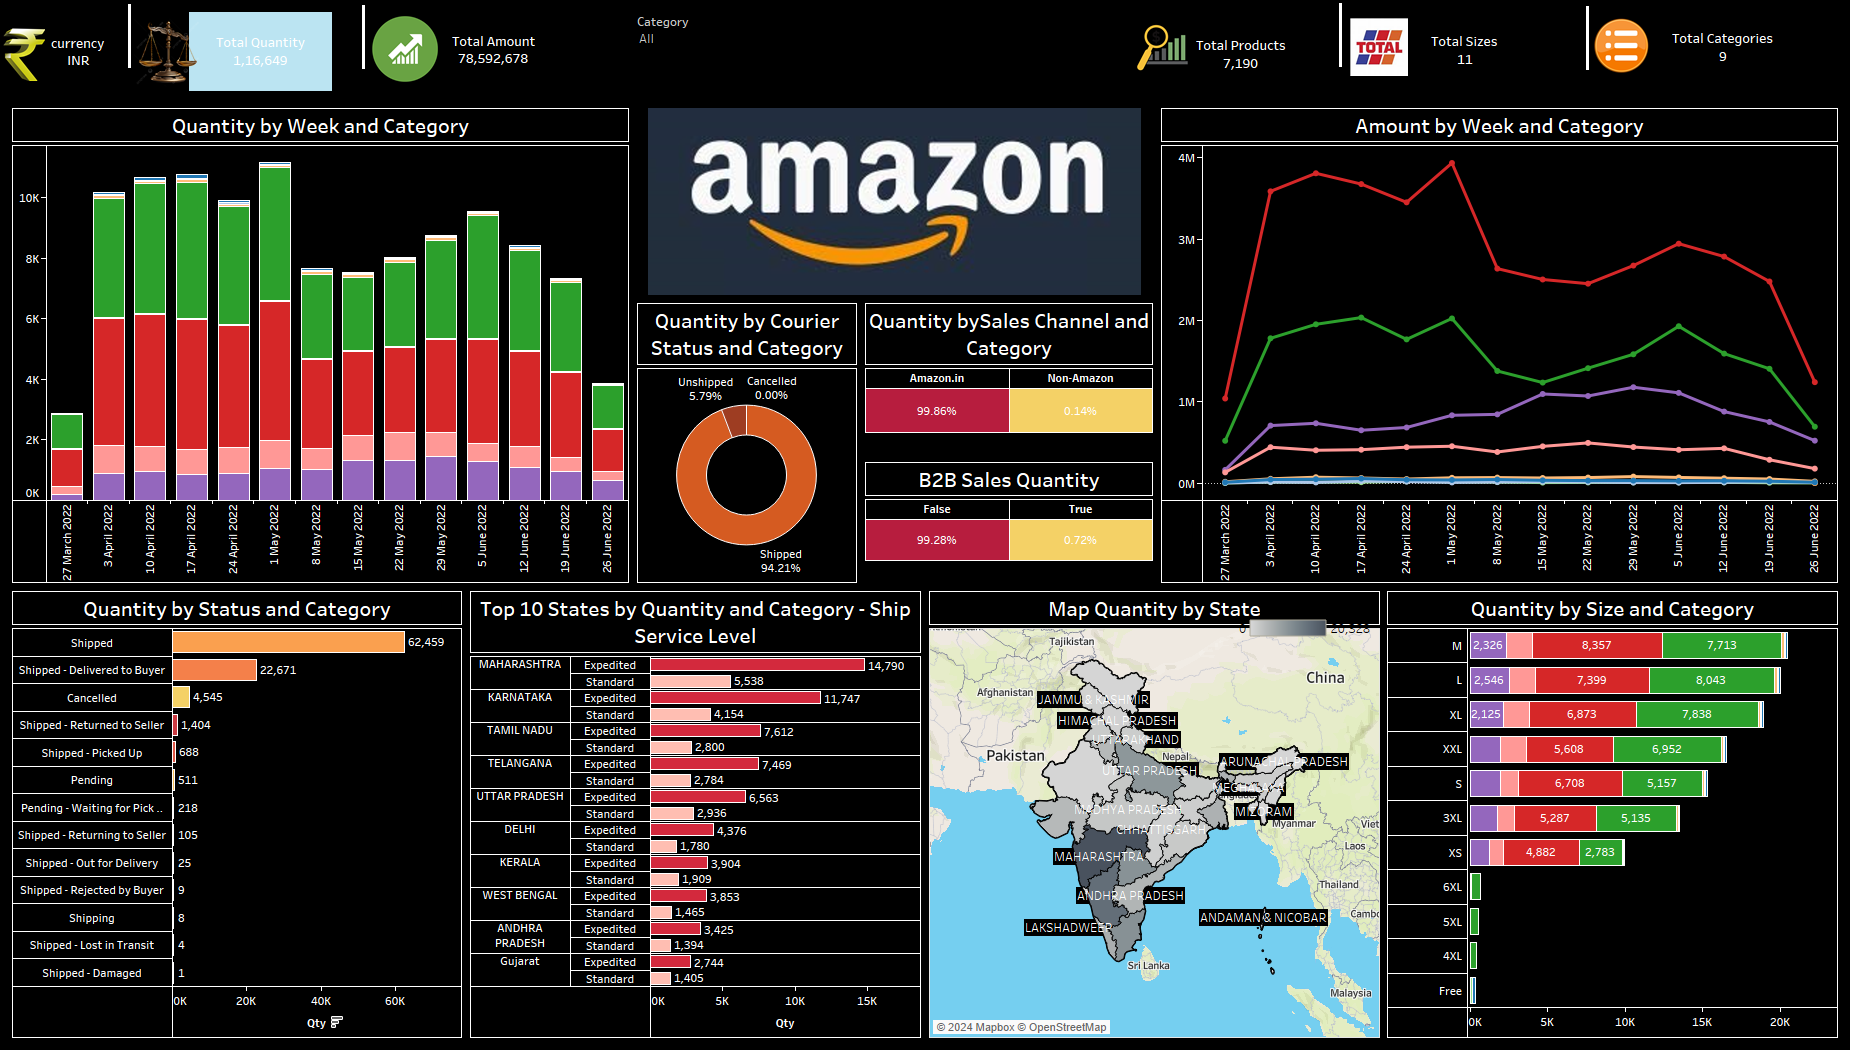 currency
INR
Total Quantity
1,16,649
Total Amount
78,592,678
Category
All
Total Products
7,190
TOTAL
Total Sizes
11
Total Categories
9
Quantity by Week and Category
10K
8K
6K
4K
2K
0K
27 March 2022
3 April 2022
10 April 2022
17 April 2022
24 April 2022
1 May 2022
8 May 2022
15 May 2022
22 May 2022
29 May 2022
5 June 2022
12 June 2022
19 June 2022
26 June 2022
amazon
Quantity by Courier
Status and Category
Unshipped
5.79%
Cancelled
0.00%
Shipped
94.21%
Quantity bySales Channel and
Category
Amazon.in Non-Amazon
99.86% 0.14%
B2B Sales Quantity
False True
99.28% 0.72%
Amount by Week and Category
4M
3M
2M
1M
0M
27 March 2022
3 April 2022
10 April 2022
17 April 2022
24 April 2022
1 May 2022
8 May 2022
15 May 2022
22 May 2022
29 May 2022
5 June 2022
12 June 2022
19 June 2022
26 June 2022
Quantity by Status and Category
Shipped 62,459
Shipped - Delivered to Buyer 22,671
Cancelled 4,545
Shipped - Returned to Seller 1,404
Shipped - Picked Up 688
Pending 511
Pending - Waiting for Pick .. 218
Shipped - Returning to Seller 105
Shipped - Out for Delivery 25
Shipped - Rejected by Buyer 9
Shipping 8
Shipped - Lost in Transit 4
Shipped - Damaged 1
0K 20K 40K 60K
Qty
Top 10 States by Quantity and Category - Ship
Service Level
MAHARASHTRA Expedited 14,790
Standard 5,538
KARNATAKA Expedited 11,747
Standard 4,154
TAMIL NADU Expedited 7,612
Standard 2,800
TELANGANA Expedited 7,469
Standard 2,784
UTTAR PRADESH Expedited 6,563
Standard 2,936
DELHI Expedited 4,376
Standard 1,780
KERALA Expedited 3,904
Standard 1,909
WEST BENGAL Expedited 3,853
Standard 1,465
ANDHRA PRADESH Expedited 3,425
Standard 1,394
Gujarat Expedited 2,744
Standard 1,405
0K 5K 10K 15K
Qty
Map Quantity by State
0 20,328
Tajikistan
China
Afghanistan
JAMMU & KASHMIR
HIMACHAL PRADESH
UTTARAKHAND
Pakistan
Nepal
ARUNACHAL PRADESH
UTTAR PRADESH
MEGHALAYA
MADHYA PRADESH
MIZORAM
Myanmar
CHHATTISGARH
Viet
Laos
MAHARASHTRA
Thailand
ANDHRA PRADESH
Cambo
ANDAMAN & NICOBAR
LAKSHADWEEP
Sri Lanka
Malaysia
© 2024 Mapbox © OpenStreetMap
Quantity by Size and Category
M 2,326 8,357 7,713
L 2,546 7,399 8,043
XL 2,125 6,873 7,838
XXL 5,608 6,952
S 6,708 5,157
3XL 5,287 5,135
XS 4,882 2,783
6XL
5XL
4XL
Free
0K 5K 10K 15K 20K